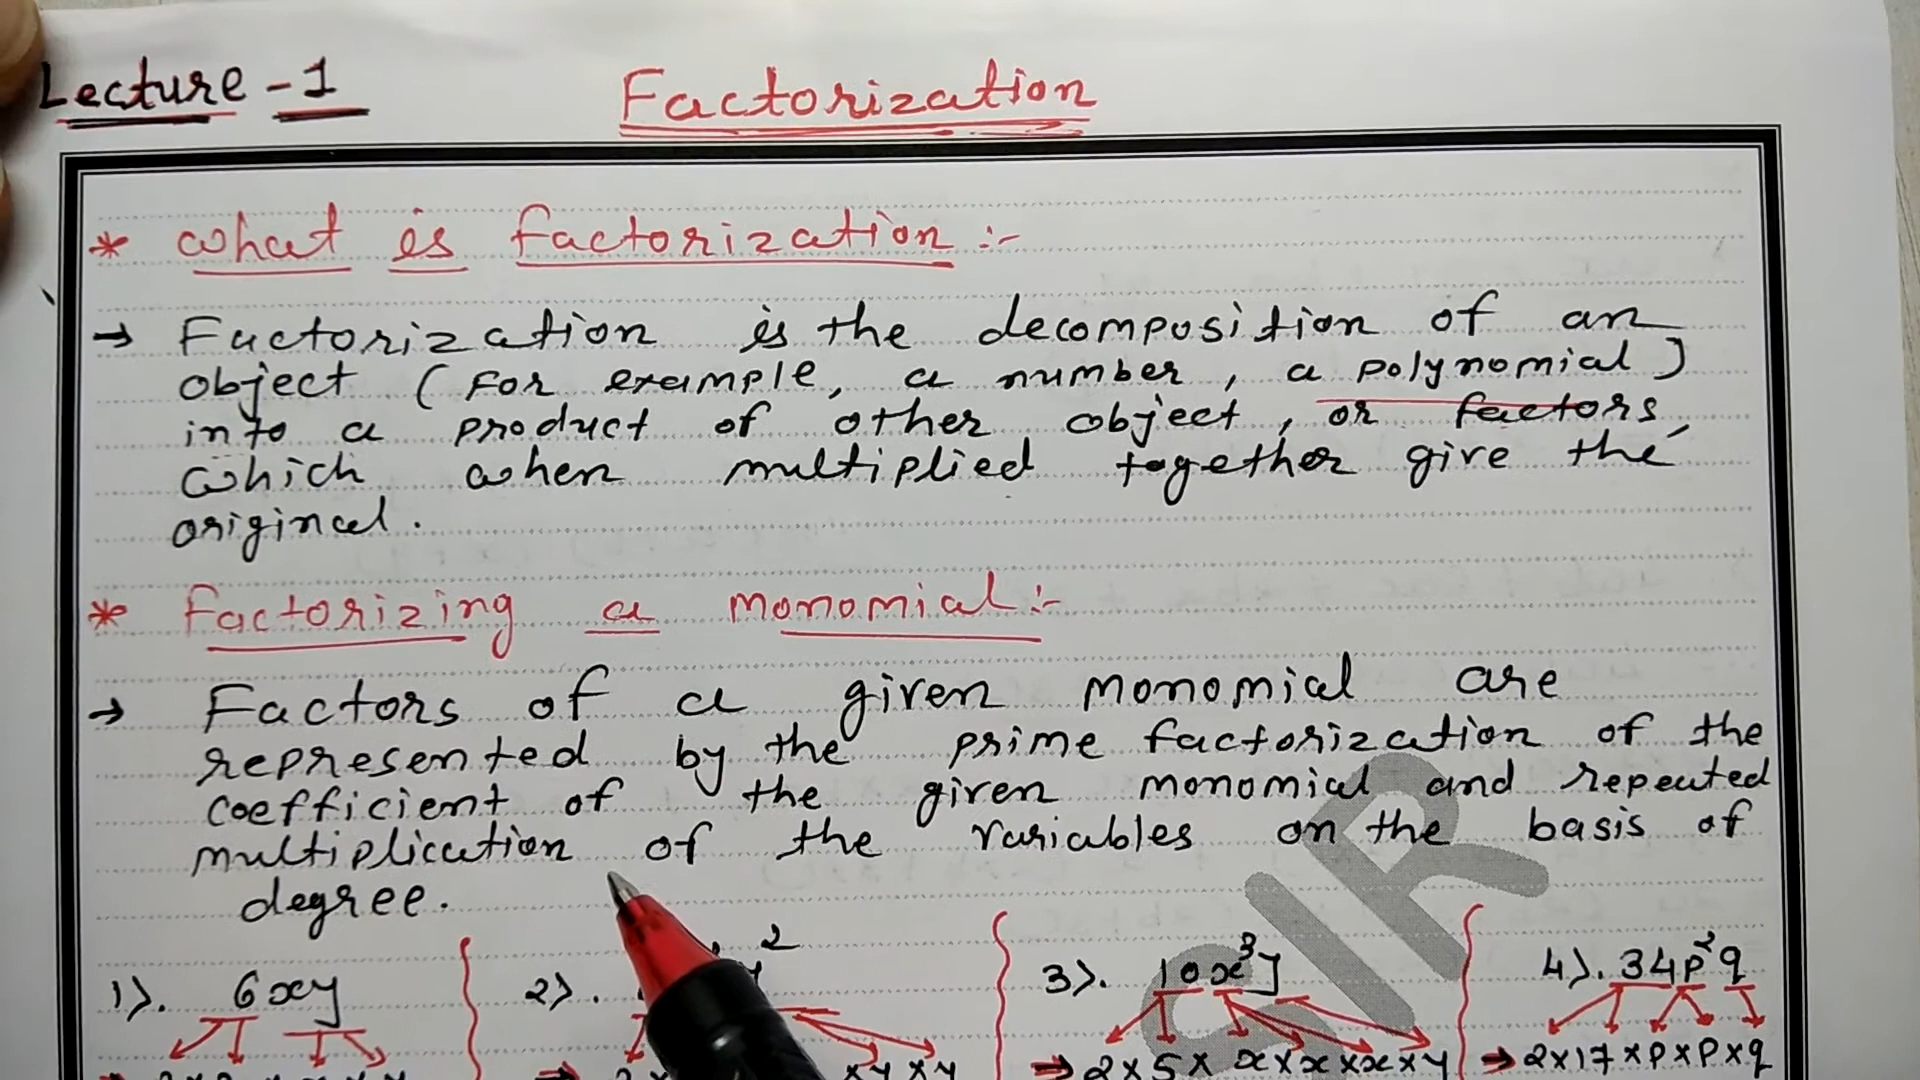 Lecture-1
Factorization
* What is factorization :-
→ Factorization is the decomposition of an
object (For example, a number, a polynomial)
into a product of other object, or factors,
which when multiplied together give the
original.
* Factorizing a monomial :-
→ Factors of a given monomial are
represented by the prime factorization of the
coefficient of the given monomial and repeated
multiplication of the variables on the basis of
degree.
1). 6xy
2). 2
3). 10x³y
4). 34p²q
×y×y
⇒ 2×5×x×x×x×y
⇒ 2×17×p×p×q
SIR